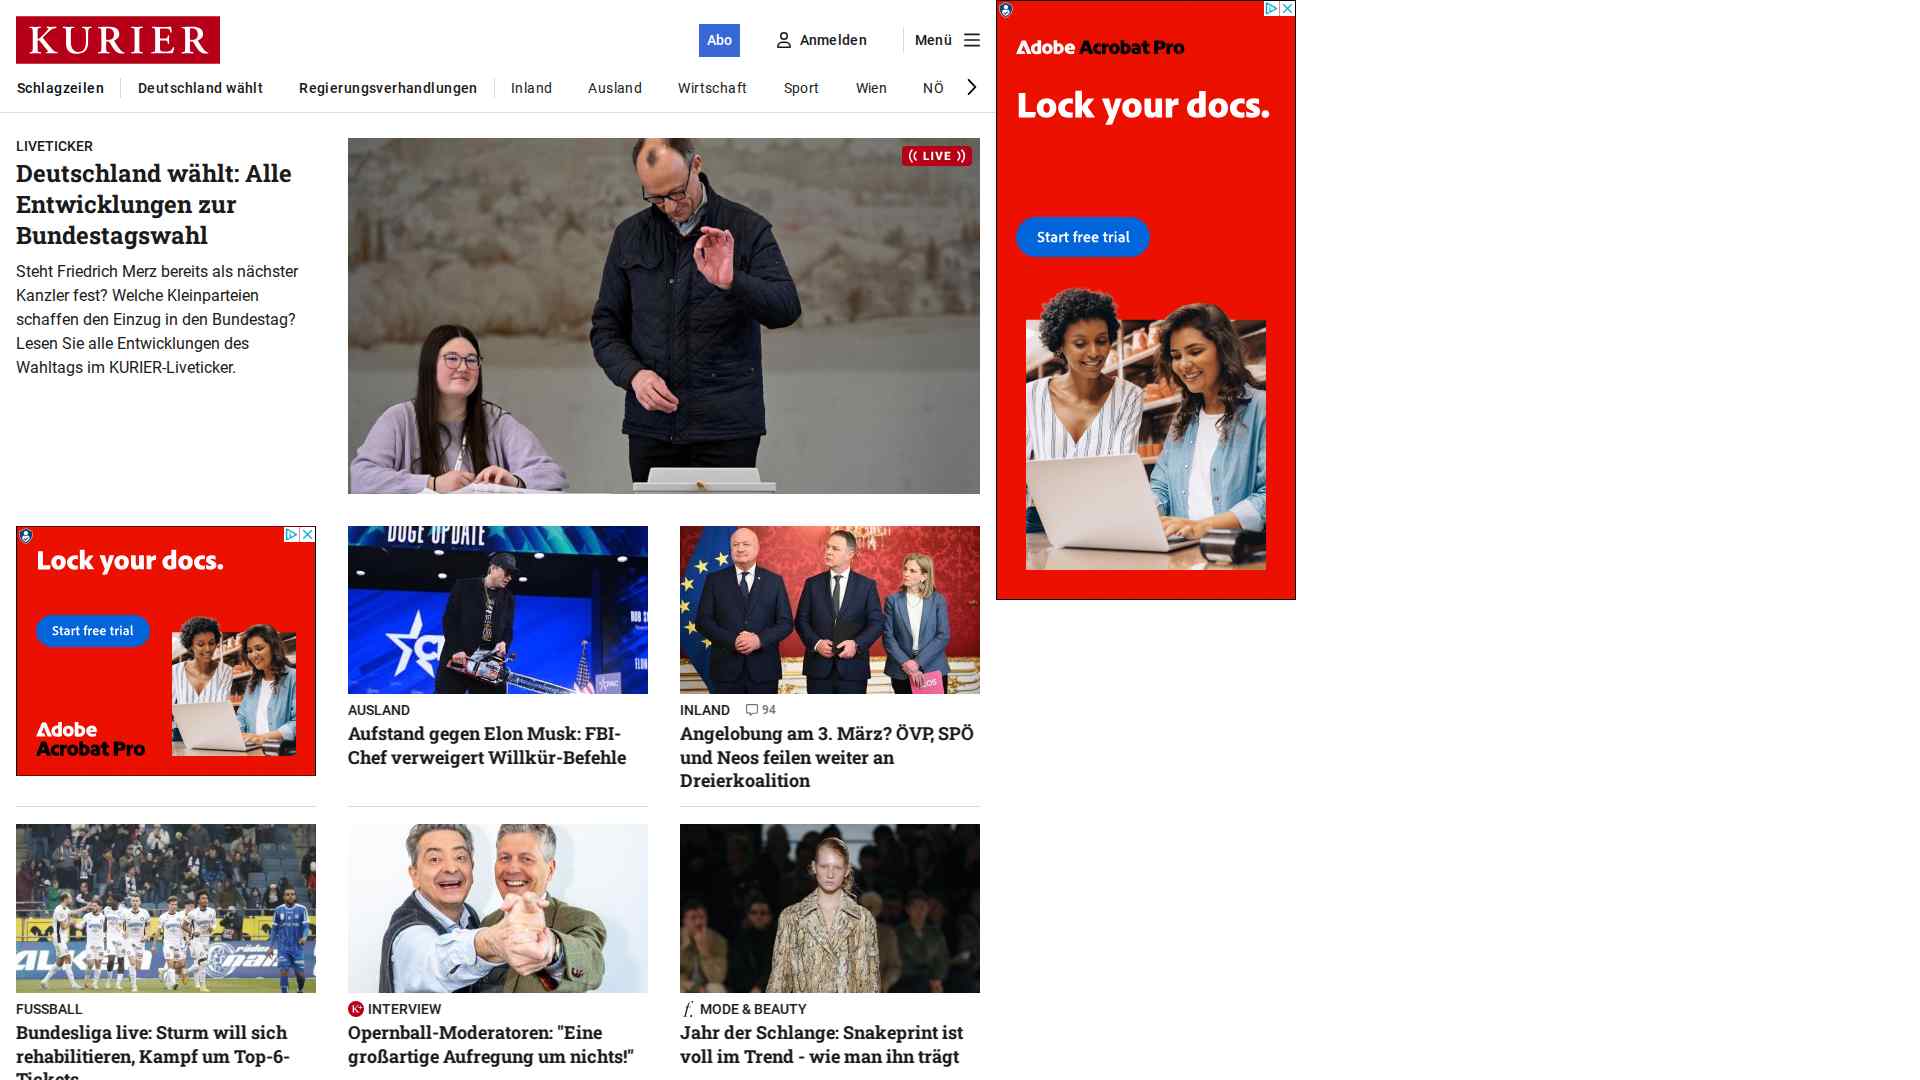 KURIER
Abo
Anmelden
Menü
Schlagzeilen
Deutschland wählt
Regierungsverhandlungen
Inland
Ausland
Wirtschaft
Sport
Wien
NÖ
LIVETICKER
Deutschland wählt: Alle
Entwicklungen zur
Bundestagswahl
Steht Friedrich Merz bereits als nächster
Kanzler fest? Welche Kleinparteien
schaffen den Einzug in den Bundestag?
Lesen Sie alle Entwicklungen des
Wahltags im KURIER-Liveticker.
LIVE
Adobe Acrobat Pro
Lock your docs.
Start free trial
Lock your docs.
Start free trial
Adobe
Acrobat Pro
DOGE UPDATE
AUSLAND
Aufstand gegen Elon Musk: FBI-
Chef verweigert Willkür-Befehle
INLAND 94
Angelobung am 3. März? ÖVP, SPÖ
und Neos feilen weiter an
Dreierkoalition
FUSSBALL
Bundesliga live: Sturm will sich
rehabilitieren, Kampf um Top-6-
Tickets
K+ INTERVIEW
Opernball-Moderatoren: "Eine
großartige Aufregung um nichts!"
f. MODE & BEAUTY
Jahr der Schlange: Snakeprint ist
voll im Trend - wie man ihn trägt